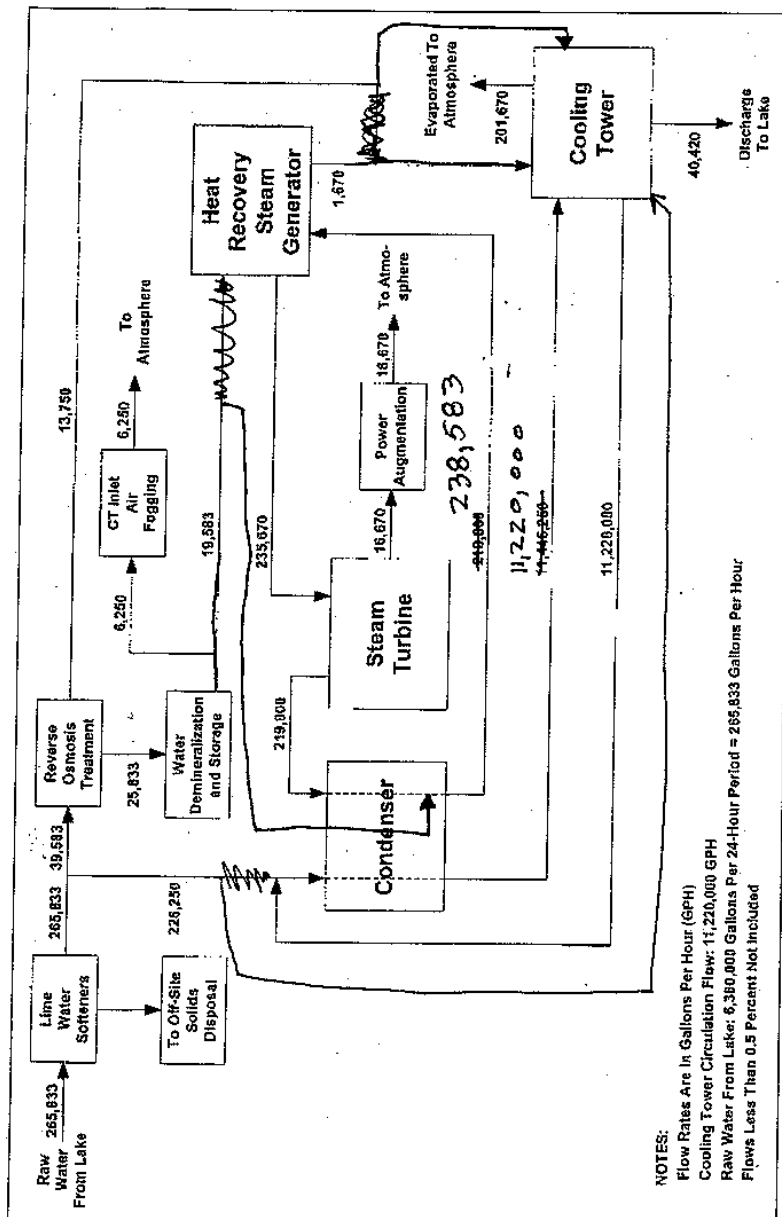 Raw
Water
From Lake
265,833
Lime
Water
Softeners
To Off-Site
Solids
Disposal
265,833
39,583
Reverse
Osmosis
Treatment
13,750
25,833
Water
Demineralization
and Storage
6,250
CT Inlet
Air
Fogging
6,250
To
Atmosphere
19,583
226,250
Heat
Recovery
Steam
Generator
1,670
235,670
Steam
Turbine
219,000
16,670
Power
Augmentation
16,670
To Atmo-
sphere
Condenser
238,583
219,000
11,220,000
11,446,250
11,220,000
Evaporated To
Atmosphere
201,670
Cooling
Tower
40,420
Discharge
To Lake
NOTES:
Flow Rates Are In Gallons Per Hour (GPH)
Cooling Tower Circulation Flow: 11,220,000 GPH
Raw Water From Lake: 6,380,000 Gallons Per 24-Hour Period = 265,833 Gallons Per Hour
Flows Less Than 0.5 Percent Not Included